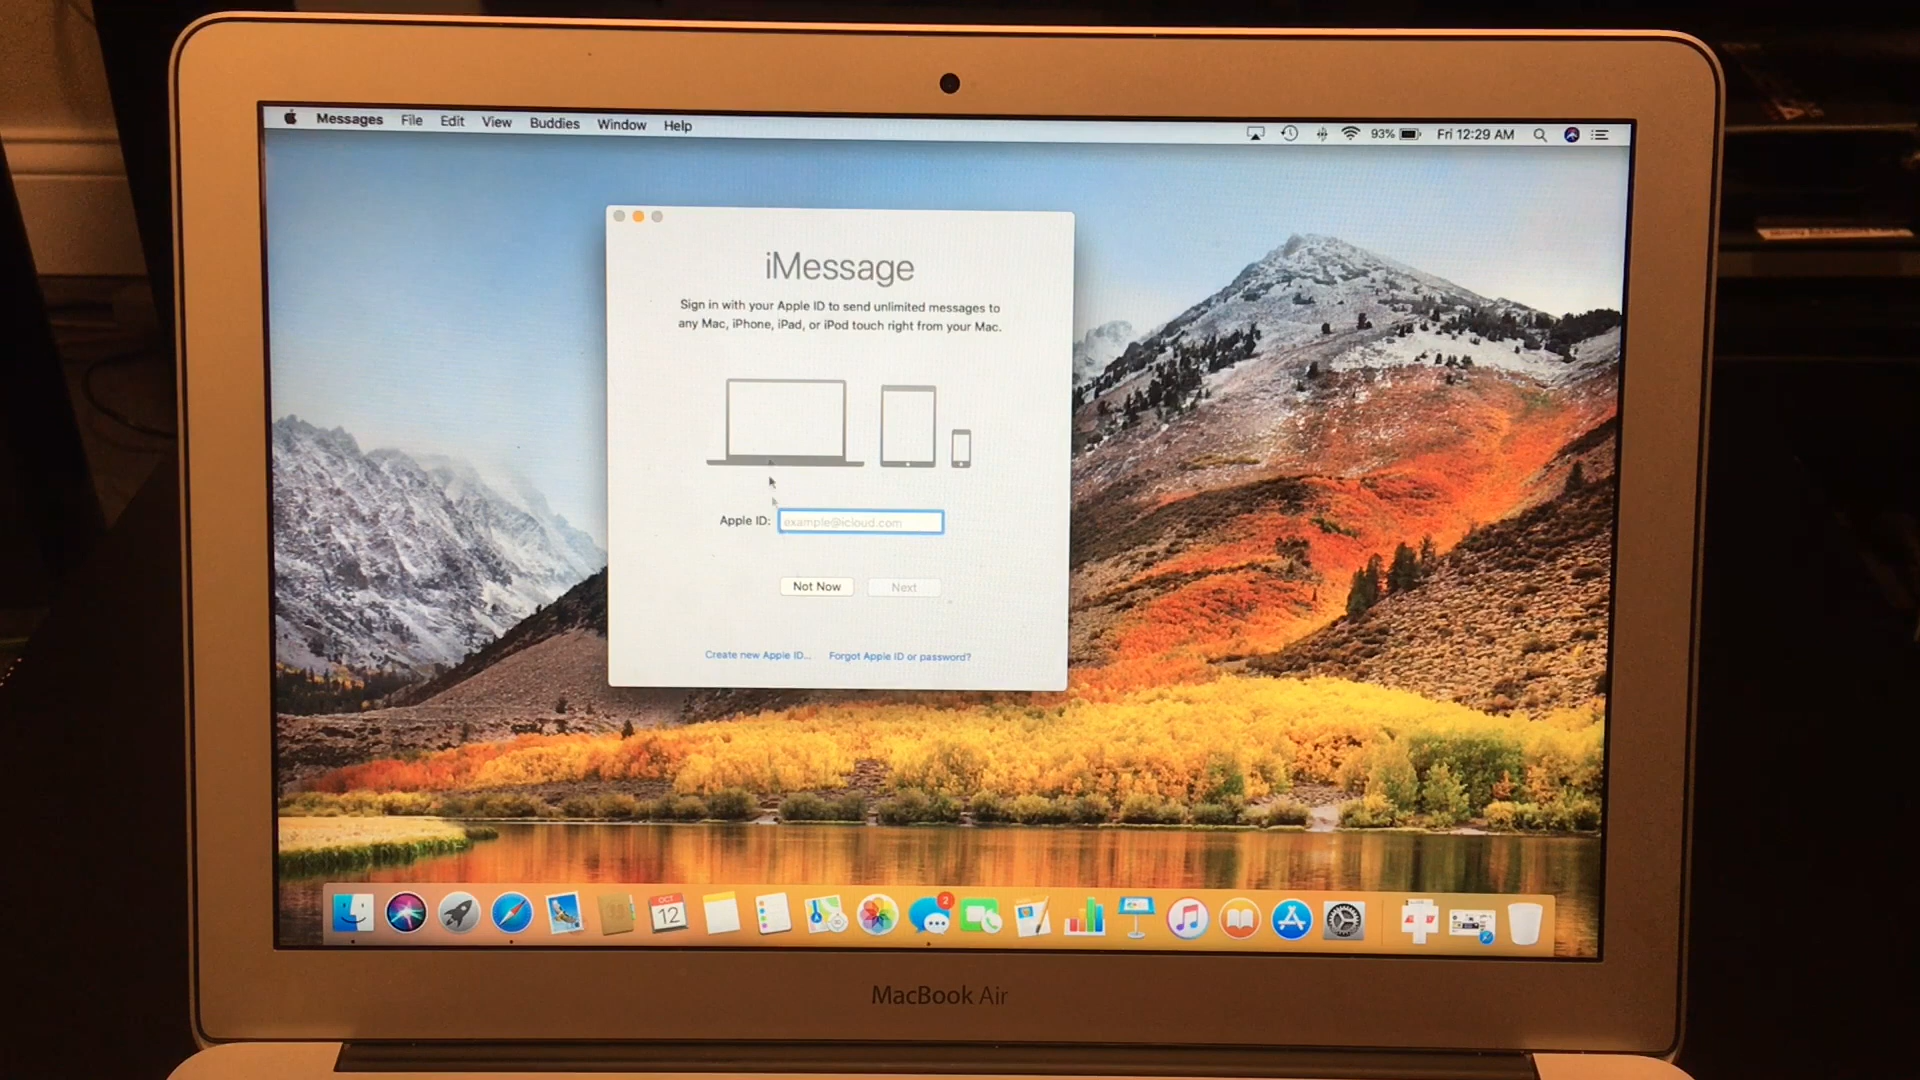 Messages File Edit View Buddies Window Help
93% Fri 12:29 AM
iMessage
Sign in with your Apple ID to send unlimited messages to
any Mac, iPhone, iPad, or iPod touch right from your Mac.
Apple ID: example@icloud.com
Not Now Next
Create new Apple ID... Forgot Apple ID or password?
OCT
12
2
MacBook Air